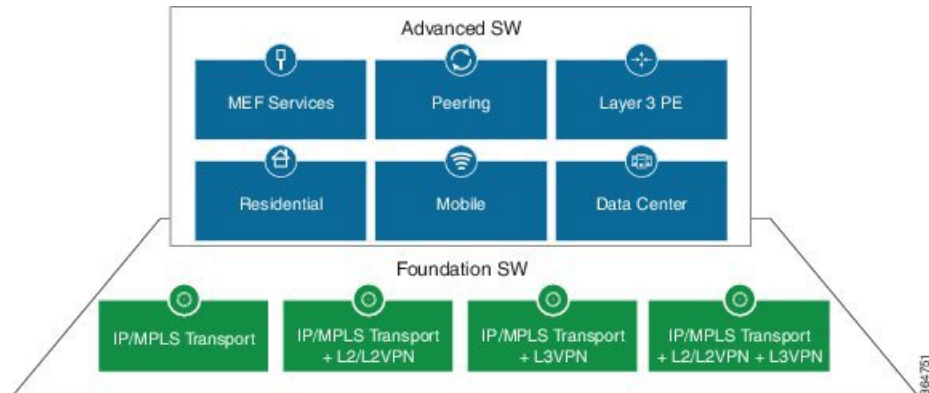 Advanced SW
MEF Services
Peering
Layer 3 PE
Residential
Mobile
Data Center
Foundation SW
IP/MPLS Transport
IP/MPLS Transport
+ L2/L2VPN
IP/MPLS Transport
+ L3VPN
IP/MPLS Transport
+ L2/L2VPN + L3VPN
364751